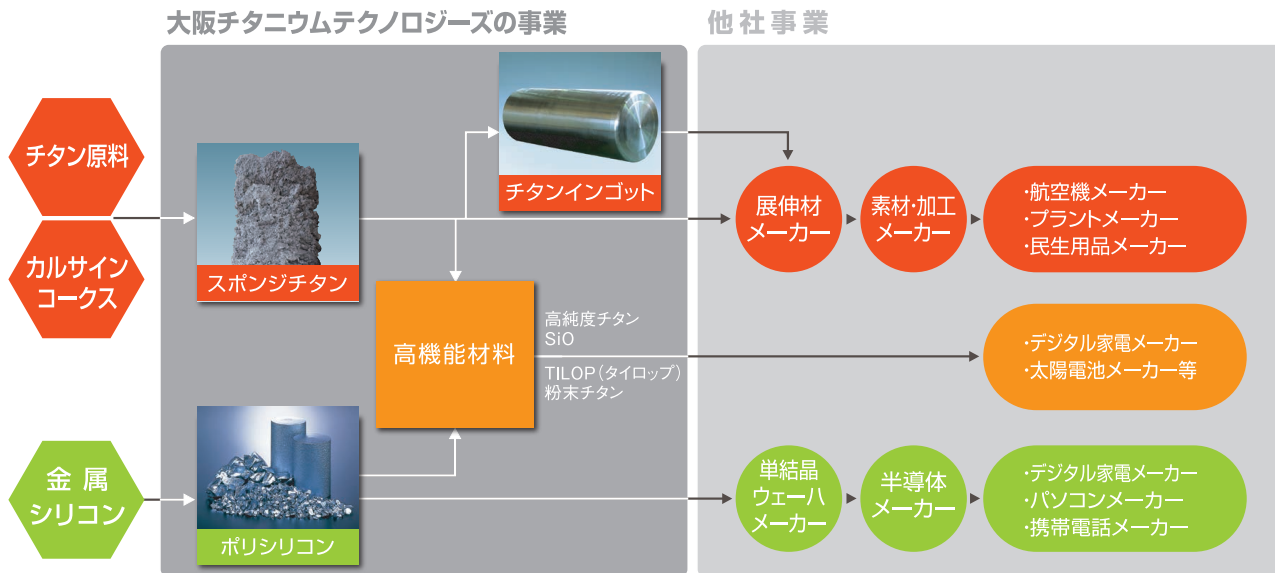 大阪チタニウムテクノロジーズの事業
他社事業
チタン原料
カルサイン
コークス
スポンジチタン
チタンインゴット
展伸材
メーカー
素材・加工
メーカー
・航空機メーカー
・プラントメーカー
・民生用品メーカー
高機能材料
高純度チタン
SiO
TILOP(タイロップ)
粉末チタン
・デジタル家電メーカー
・太陽電池メーカー等
金属
シリコン
ポリシリコン
単結晶
ウェーハ
メーカー
半導体
メーカー
・デジタル家電メーカー
・パソコンメーカー
・携帯電話メーカー